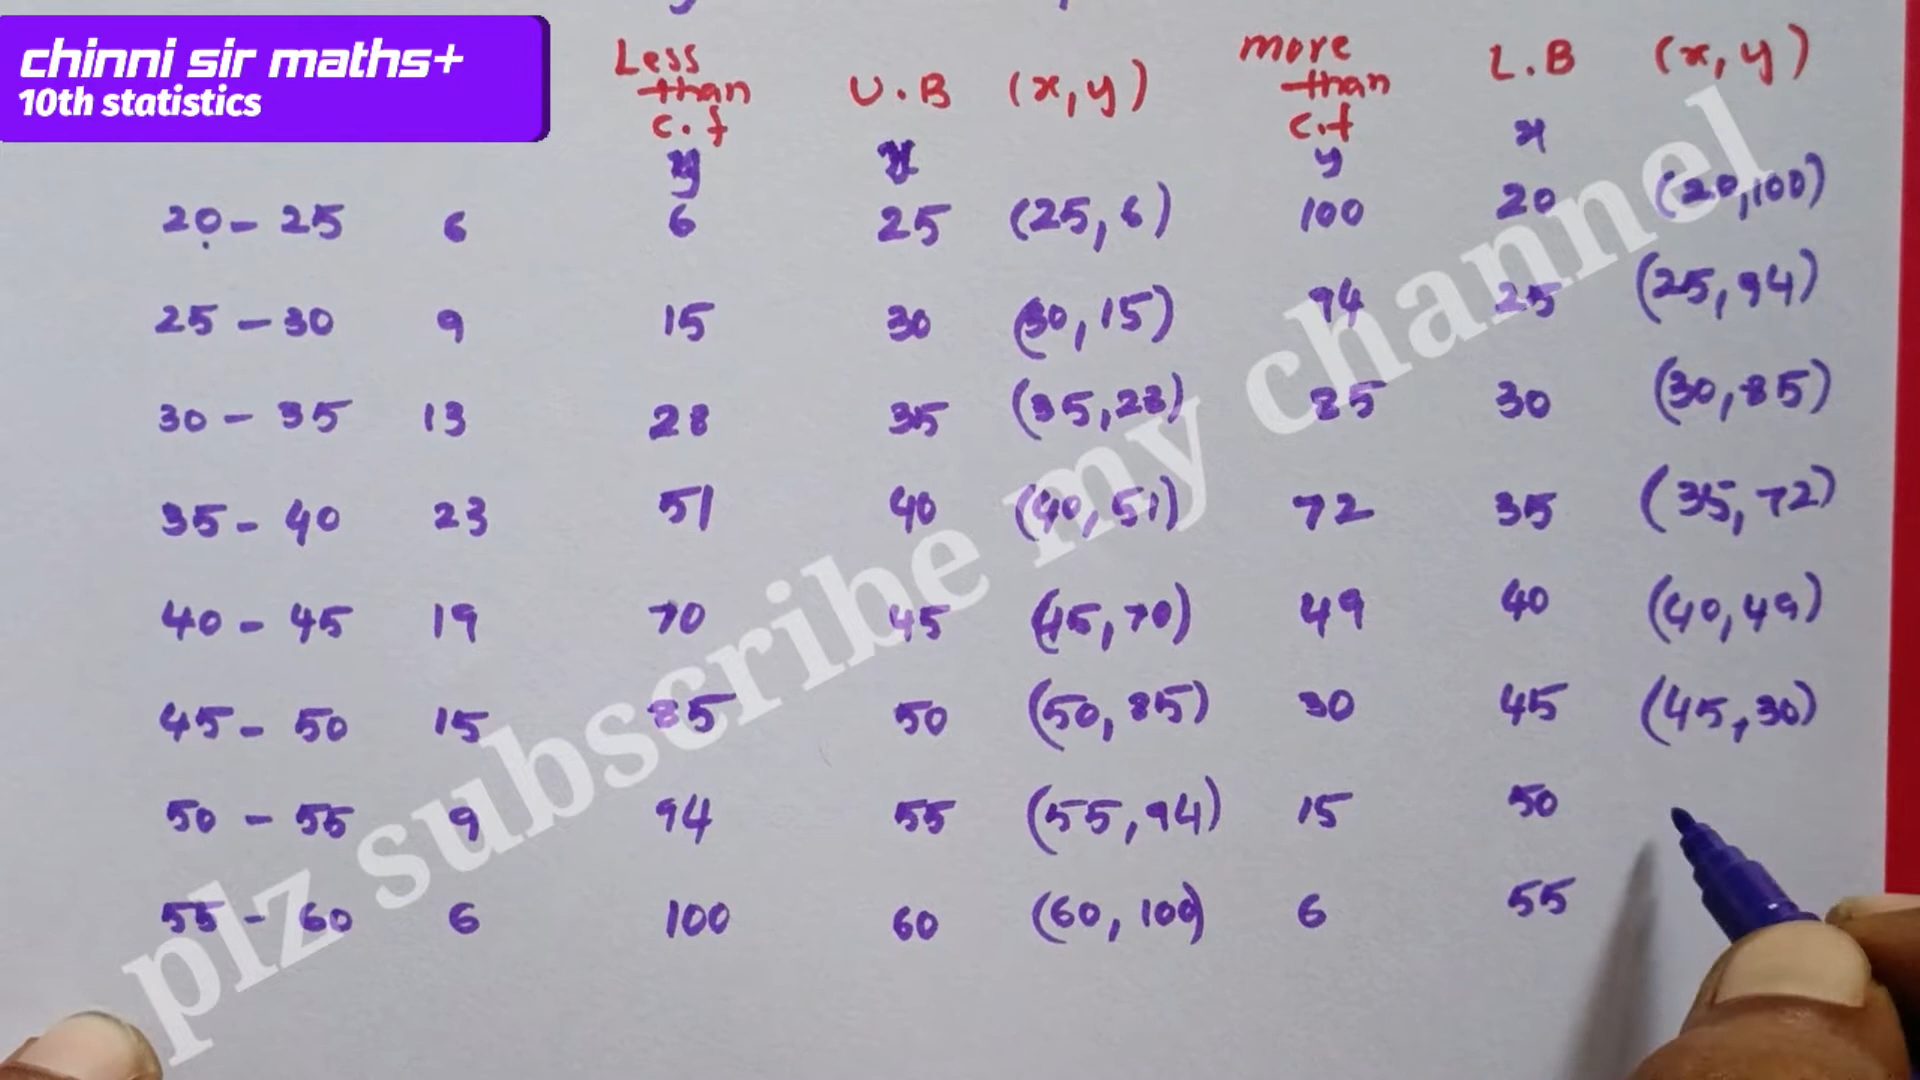 chinni sir maths+
10th statistics
Less than c.f U.B (x,y) more than c.f L.B (x,y)
y x y x
20 - 25 6 6 25 (25,6) 100 20 (20,100)
25 - 30 9 15 30 (30,15) 94 25 (25,94)
30 - 35 13 28 35 (35,28) 85 30 (30,85)
35 - 40 23 51 40 (40,51) 72 35 (35,72)
40 - 45 19 70 45 (45,70) 49 40 (40,49)
45 - 50 15 85 50 (50,85) 30 45 (45,30)
50 - 55 9 94 55 (55,94) 15 50
55 - 60 6 100 60 (60,100) 6 55
plz subscribe my channel